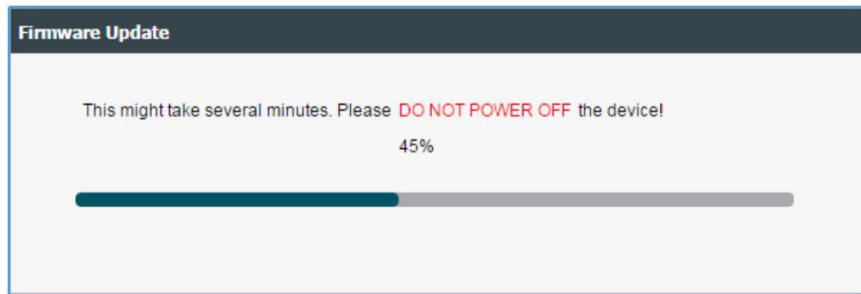 Firmware Update
This might take several minutes. Please DO NOT POWER OFF the device!
45%